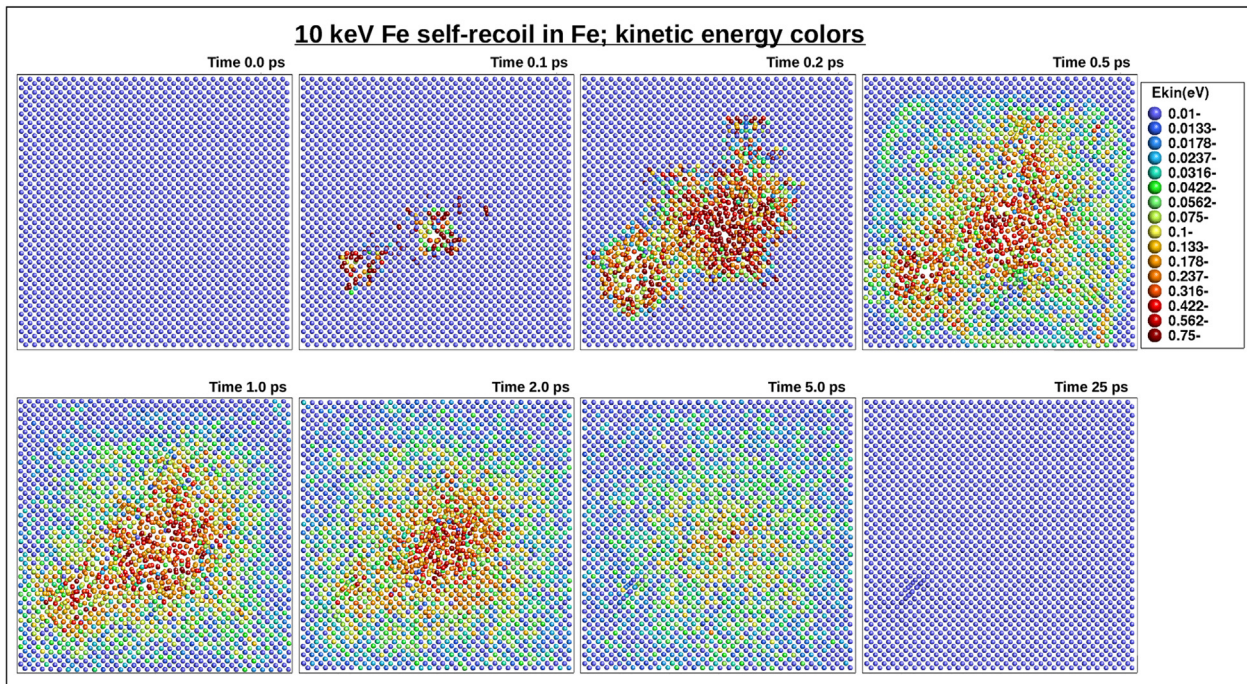 10 keV Fe self-recoil in Fe; kinetic energy colors
Time 0.0 ps
Time 0.1 ps
Time 0.2 ps
Time 0.5 ps
Ekin(eV)
0.01-
0.0133-
0.0178-
0.0237-
0.0316-
0.0422-
0.0562-
0.075-
0.1-
0.133-
0.178-
0.237-
0.316-
0.422-
0.562-
0.75-
Time 1.0 ps
Time 2.0 ps
Time 5.0 ps
Time 25 ps